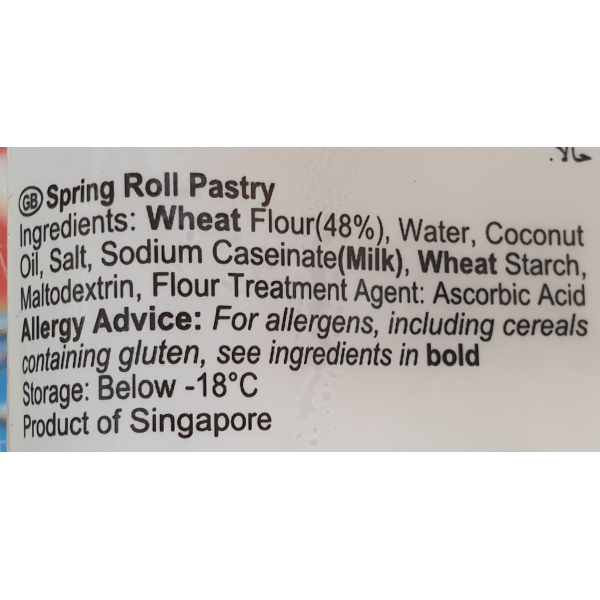 حلال.
GB Spring Roll Pastry
Ingredients: Wheat Flour(48%), Water, Coconut
Oil, Salt, Sodium Caseinate(Milk), Wheat Starch,
Maltodextrin, Flour Treatment Agent: Ascorbic Acid
Allergy Advice: For allergens, including cereals
containing gluten, see ingredients in bold
Storage: Below -18°C
Product of Singapore